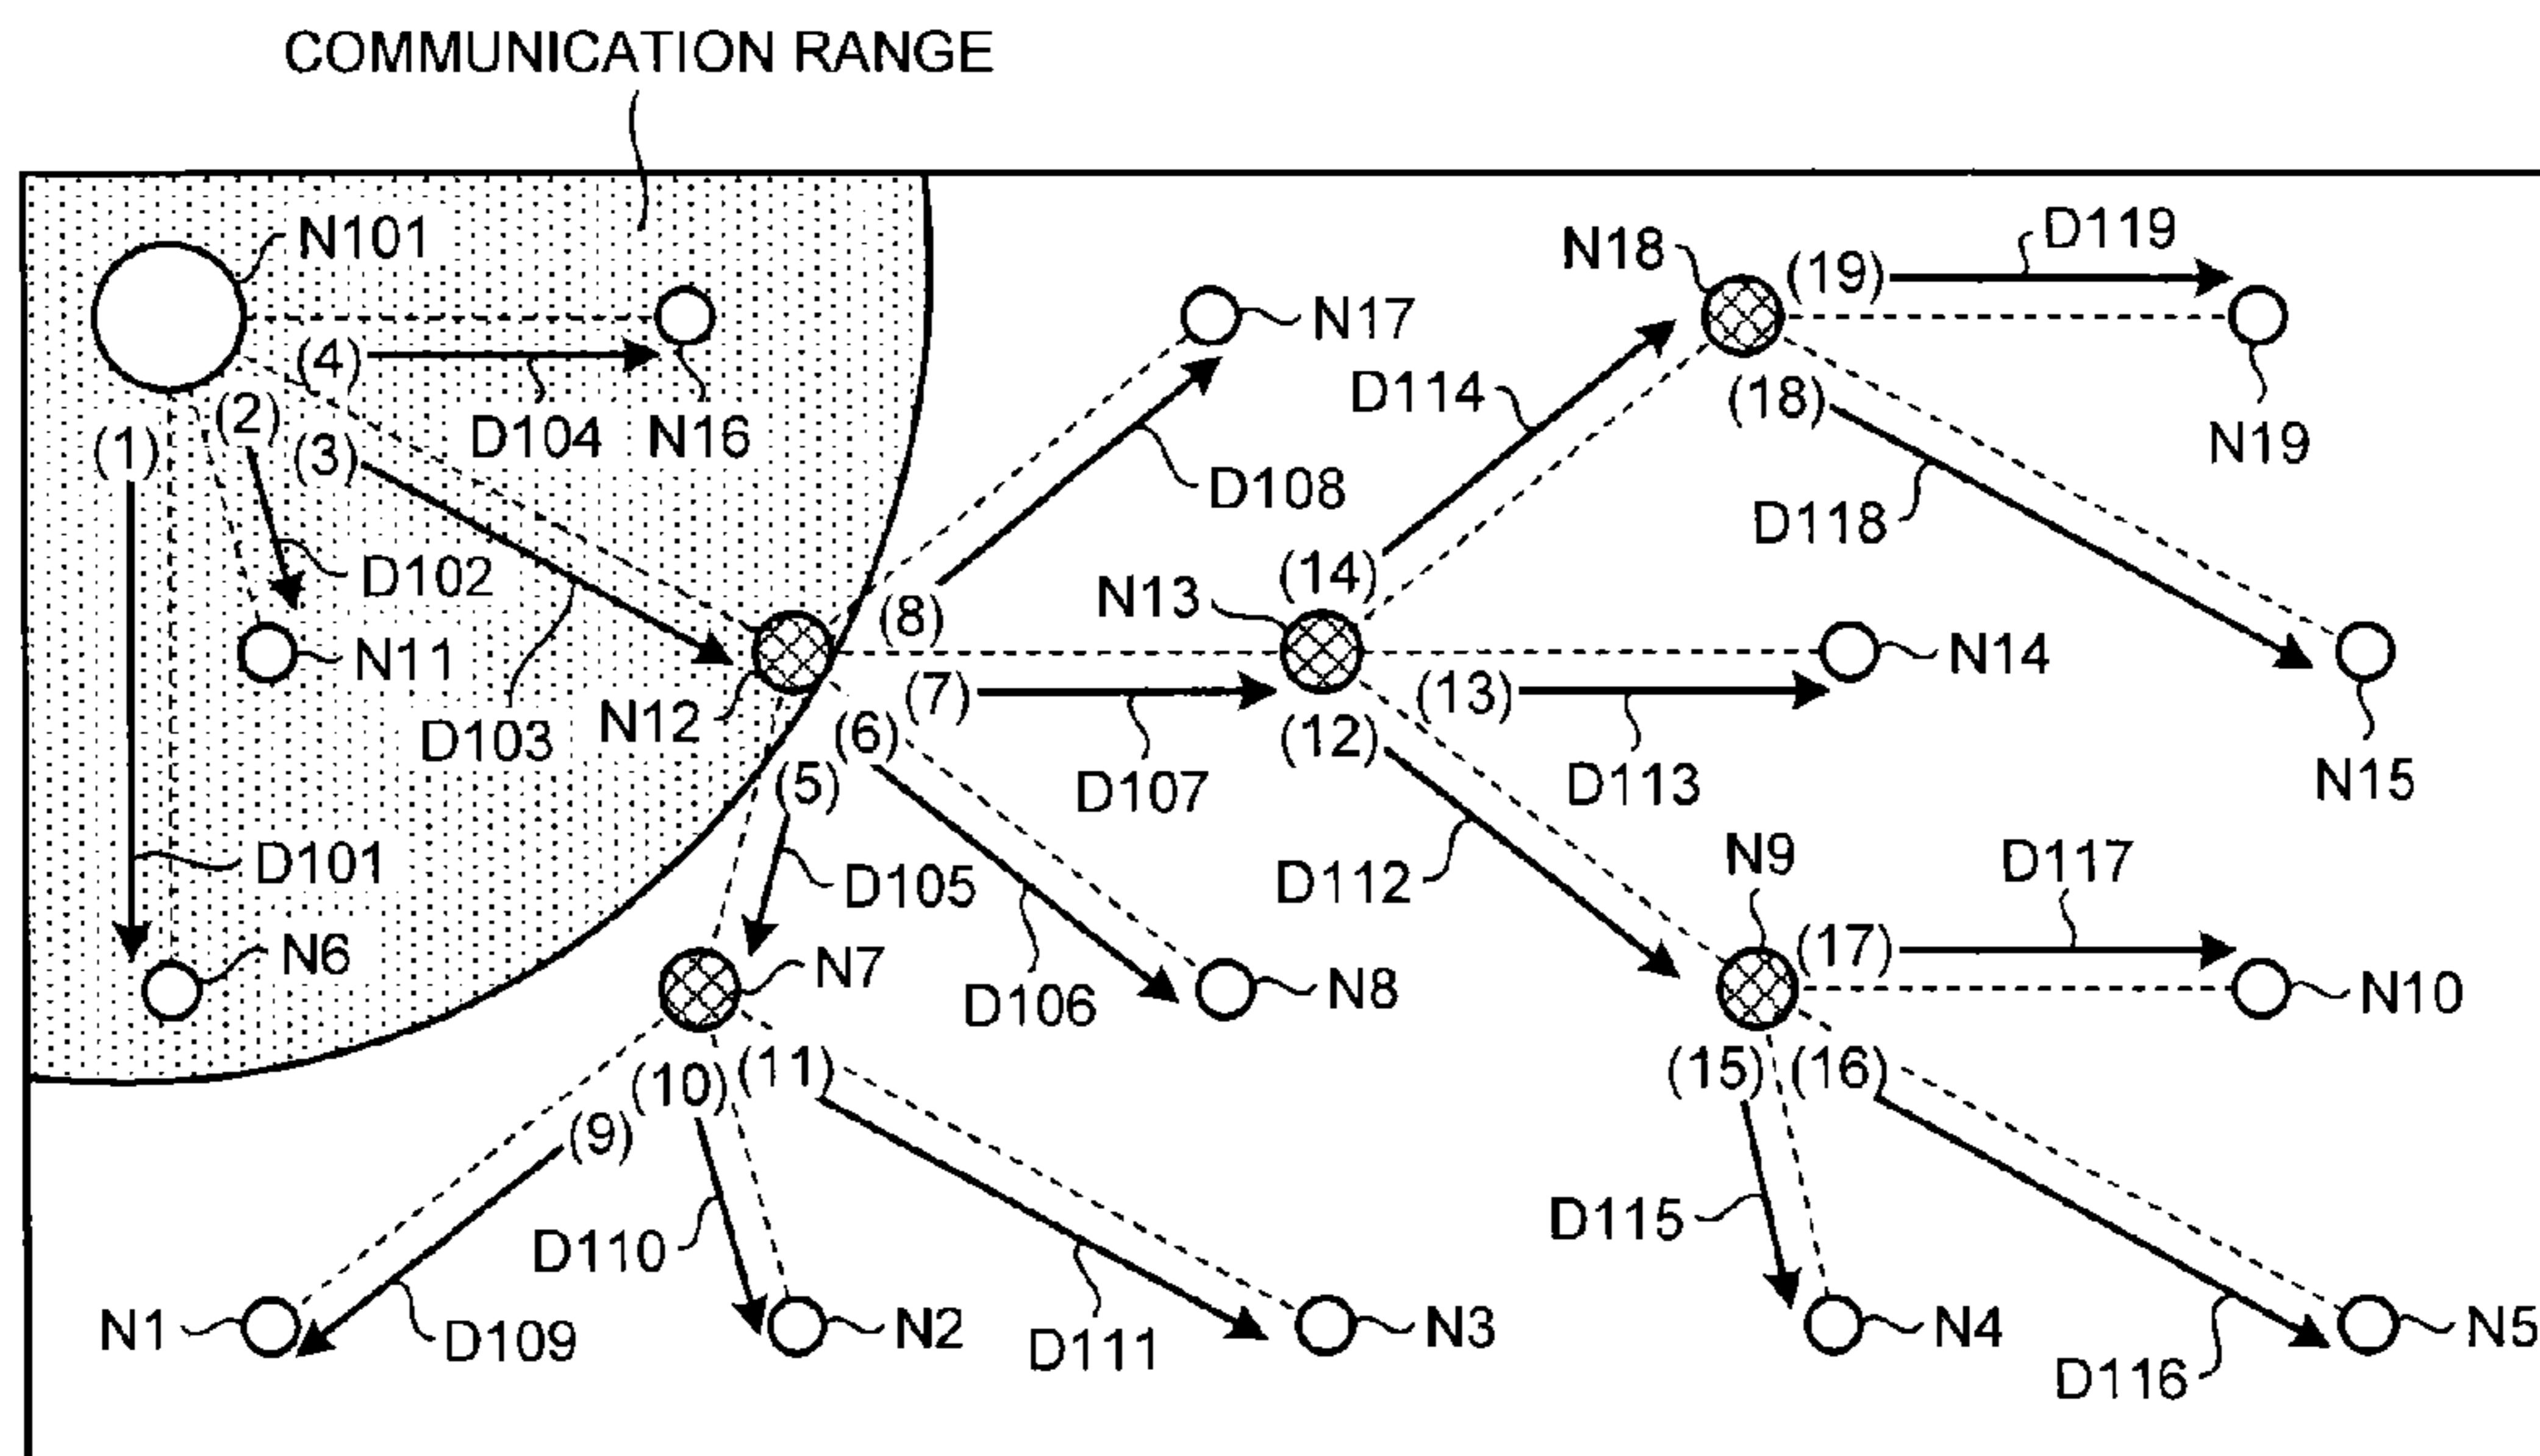 COMMUNICATION RANGE
N101
N18
(19)
D119
N17
(4)
D104
N16
(1)
(2)
(3)
D114
(18)
N19
D108
D118
D102
N11
N12
D103
(8)
N13
(14)
N14
(7)
(13)
(6)
(12)
D107
D113
N15
(5)
D101
D105
D112
N9
D117
N6
N7
D106
N8
(17)
N10
(9)
(10)
(11)
(15)
(16)
D110
D115
N1
D109
N2
D111
N3
N4
D116
N5